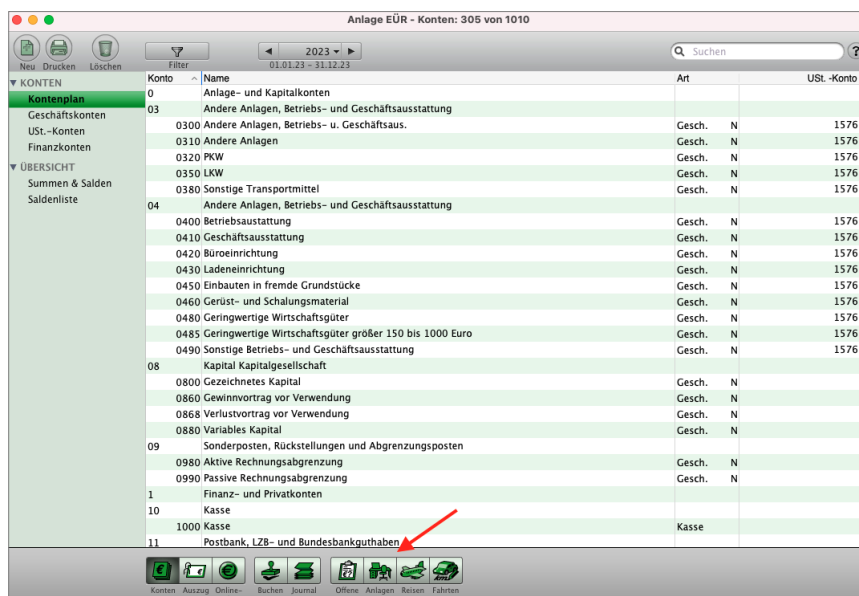 Anlage EÜR - Konten: 305 von 1010
Neu Drucken Löschen
Filter
2023
01.01.23 – 31.12.23
Suchen
?
KONTEN
Kontenplan
Geschäftskonten
USt.-Konten
Finanzkonten
ÜBERSICHT
Summen & Salden
Saldenliste
Konto Name Art USt. -Konto
0 Anlage- und Kapitalkonten
03 Andere Anlagen, Betriebs- und Geschäftsausstattung
0300 Andere Anlagen, Betriebs- u. Geschäftsaus. Gesch. N 1576
0310 Andere Anlagen Gesch. N 1576
0320 PKW Gesch. N 1576
0350 LKW Gesch. N 1576
0380 Sonstige Transportmittel Gesch. N 1576
04 Andere Anlagen, Betriebs- und Geschäftsausstattung
0400 Betriebsaustattung Gesch. N 1576
0410 Geschäftsausstattung Gesch. N 1576
0420 Büroeinrichtung Gesch. N 1576
0430 Ladeneinrichtung Gesch. N 1576
0450 Einbauten in fremde Grundstücke Gesch. N 1576
0460 Gerüst- und Schalungsmaterial Gesch. N 1576
0480 Geringwertige Wirtschaftsgüter Gesch. N 1576
0485 Geringwertige Wirtschaftsgüter größer 150 bis 1000 Euro Gesch. N 1576
0490 Sonstige Betriebs- und Geschäftsausstattung Gesch. N 1576
08 Kapital Kapitalgesellschaft
0800 Gezeichnetes Kapital Gesch. N
0860 Gewinnvortrag vor Verwendung Gesch. N
0868 Verlustvortrag vor Verwendung Gesch. N
0880 Variables Kapital Gesch. N
09 Sonderposten, Rückstellungen und Abgrenzungsposten
0980 Aktive Rechnungsabgrenzung Gesch. N
0990 Passive Rechnungsabgrenzung Gesch. N
1 Finanz- und Privatkonten
10 Kasse
1000 Kasse Kasse
11 Postbank, LZB- und Bundesbankguthaben
Konten Auszug Online- Buchen Journal Offene Anlagen Reisen Fahrten